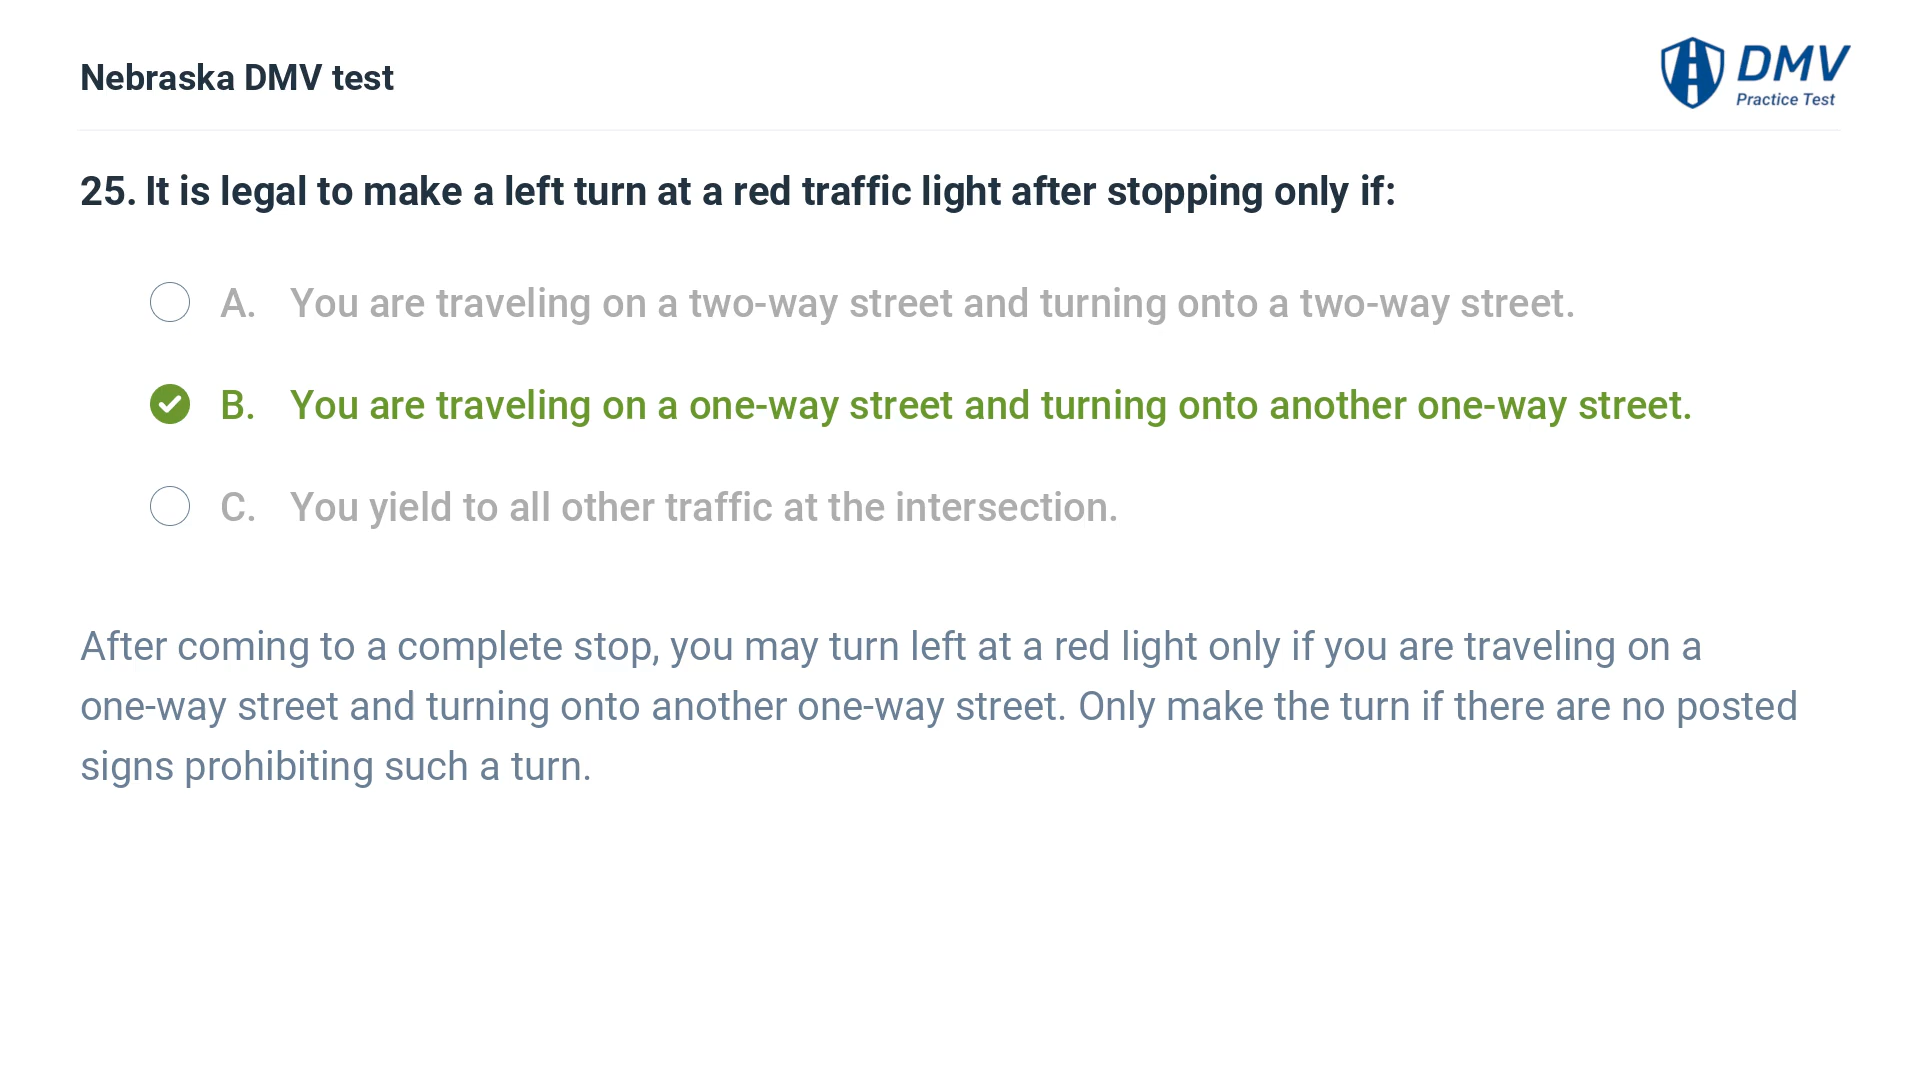 Nebraska DMV test
DMV
Practice Test
25. It is legal to make a left turn at a red traffic light after stopping only if:
A. You are traveling on a two-way street and turning onto a two-way street.
B. You are traveling on a one-way street and turning onto another one-way street.
C. You yield to all other traffic at the intersection.
After coming to a complete stop, you may turn left at a red light only if you are traveling on a
one-way street and turning onto another one-way street. Only make the turn if there are no posted
signs prohibiting such a turn.